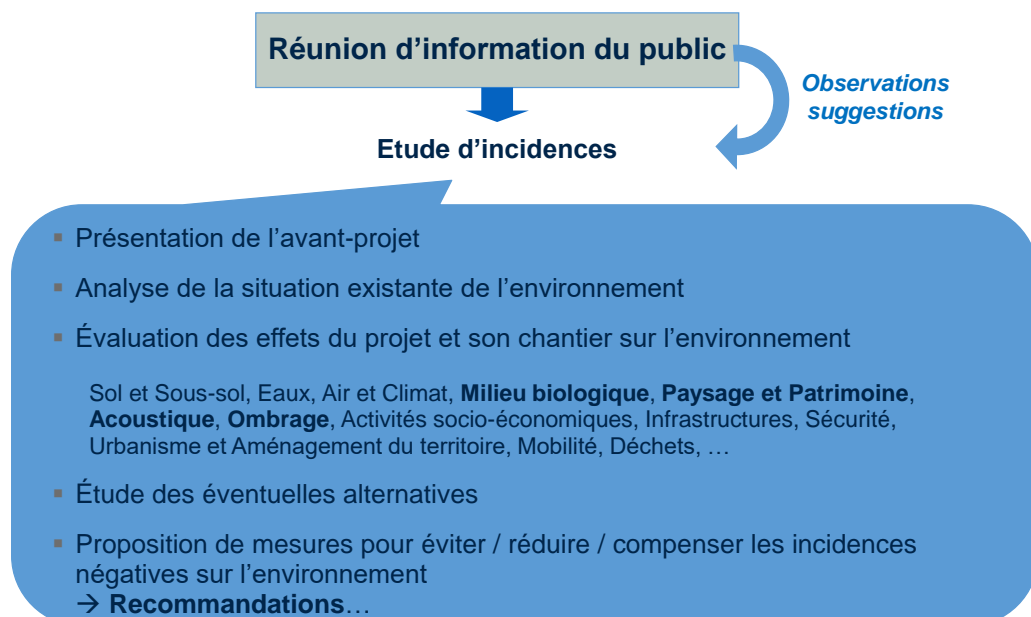 Réunion d’information du public
Observations
suggestions
Etude d’incidences
▪ Présentation de l’avant-projet
▪ Analyse de la situation existante de l’environnement
▪ Évaluation des effets du projet et son chantier sur l’environnement
Sol et Sous-sol, Eaux, Air et Climat, Milieu biologique, Paysage et Patrimoine,
Acoustique, Ombrage, Activités socio-économiques, Infrastructures, Sécurité,
Urbanisme et Aménagement du territoire, Mobilité, Déchets, …
▪ Étude des éventuelles alternatives
▪ Proposition de mesures pour éviter / réduire / compenser les incidences
négatives sur l’environnement
→ Recommandations…